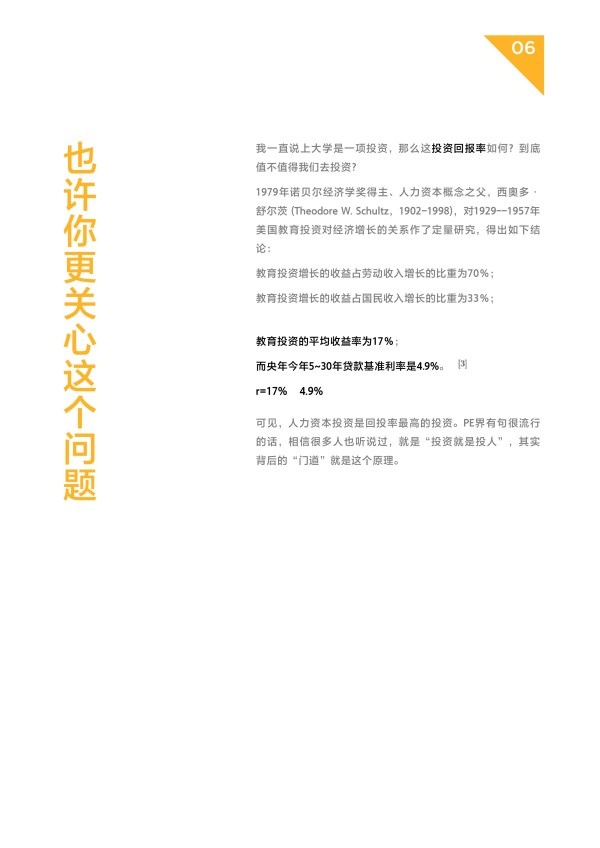 06
也许你更关心这个问题
我一直说上大学是一项投资，那么这投资回报率如何？到底
值不值得我们去投资？
1979年诺贝尔经济学奖得主、人力资本概念之父，西奥多·
舒尔茨 (Theodore W. Schultz，1902-1998)，对1929--1957年
美国教育投资对经济增长的关系作了定量研究，得出如下结
论：
教育投资增长的收益占劳动收入增长的比重为70％；
教育投资增长的收益占国民收入增长的比重为33％；
教育投资的平均收益率为17％；
而央年今年5~30年贷款基准利率是4.9%。 [3]
r=17% 4.9%
可见，人力资本投资是回投率最高的投资。PE界有句很流行
的话，相信很多人也听说过，就是“投资就是投人”，其实
背后的“门道”就是这个原理。